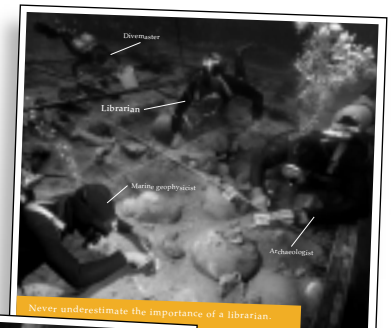 Divemaster
Librarian
Marine geophysicist
Archaeologist
Never underestimate the importance of a librarian.